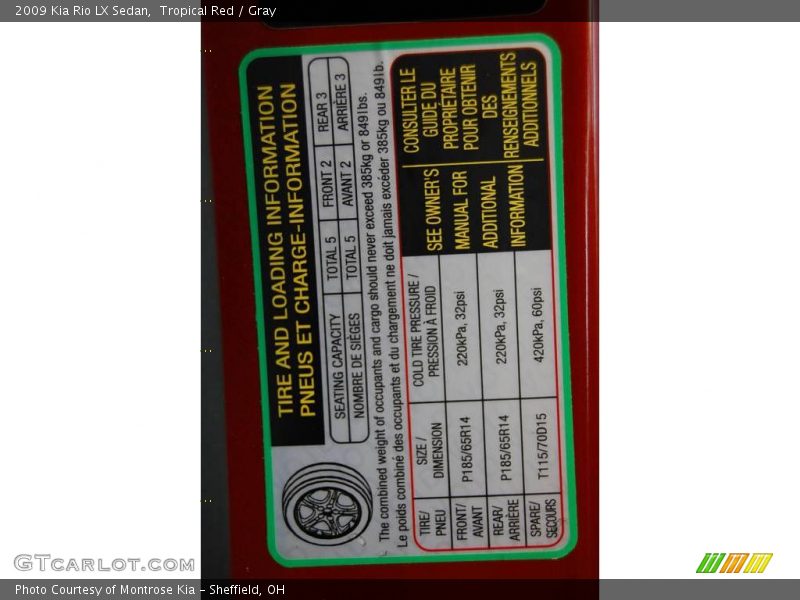 2009 Kia Rio LX Sedan,  Tropical Red / Gray
TIRE AND LOADING INFORMATION
PNEUS ET CHARGE-INFORMATION
SEATING CAPACITY TOTAL 5 FRONT 2 REAR 3
NOMBRE DE SIÈGES TOTAL 5 AVANT 2 ARRIÈRE 3
The combined weight of occupants and cargo should never exceed 385kg or 849lbs.
Le poids combiné des occupants et du chargement ne doit jamais excéder 385kg ou 849lb.
TIRE/
PNEU
SIZE /
DIMENSION
COLD TIRE PRESSURE /
PRESSION À FROID
FRONT/
AVANT
P185/65R14
220kPa, 32psi
REAR/
ARRIÈRE
P185/65R14
220kPa, 32psi
SPARE/
SECOURS
T115/70D15
420kPa, 60psi
SEE OWNER'S
MANUAL FOR
ADDITIONAL
INFORMATION
CONSULTER LE
GUIDE DU
PROPRIÉTAIRE
POUR OBTENIR
DES
RENSEIGNEMENTS
ADDITIONNELS
GTCARLOT.COM
Photo Courtesy of Montrose Kia - Sheffield, OH